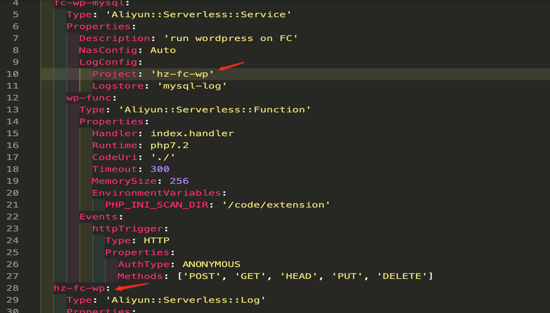 4 fc-wp-mysql:
5 Type: 'Aliyun::Serverless::Service'
6 Properties:
7 Description: 'run wordpress on FC'
8 NasConfig: Auto
9 LogConfig:
10 Project: 'hz-fc-wp'
11 Logstore: 'mysql-log'
12 wp-func:
13 Type: 'Aliyun::Serverless::Function'
14 Properties:
15 Handler: index.handler
16 Runtime: php7.2
17 CodeUri: './'
18 Timeout: 300
19 MemorySize: 256
20 EnvironmentVariables:
21 PHP_INI_SCAN_DIR: '/code/extension'
22 Events:
23 httpTrigger:
24 Type: HTTP
25 Properties:
26 AuthType: ANONYMOUS
27 Methods: ['POST', 'GET', 'HEAD', 'PUT', 'DELETE']
28 hz-fc-wp:
29 Type: 'Aliyun::Serverless::Log'
30 Properties: